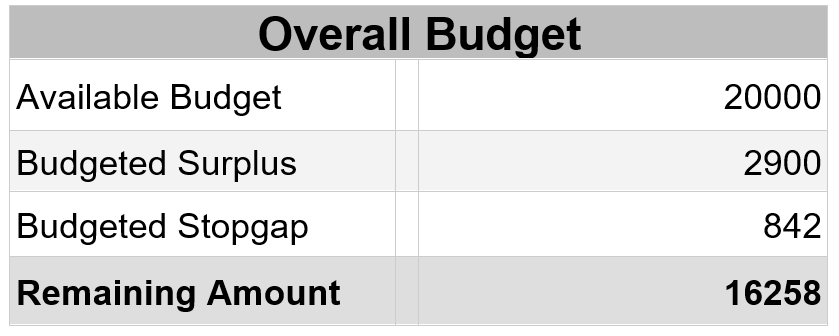 Overall Budget
Available Budget 20000
Budgeted Surplus 2900
Budgeted Stopgap 842
Remaining Amount 16258